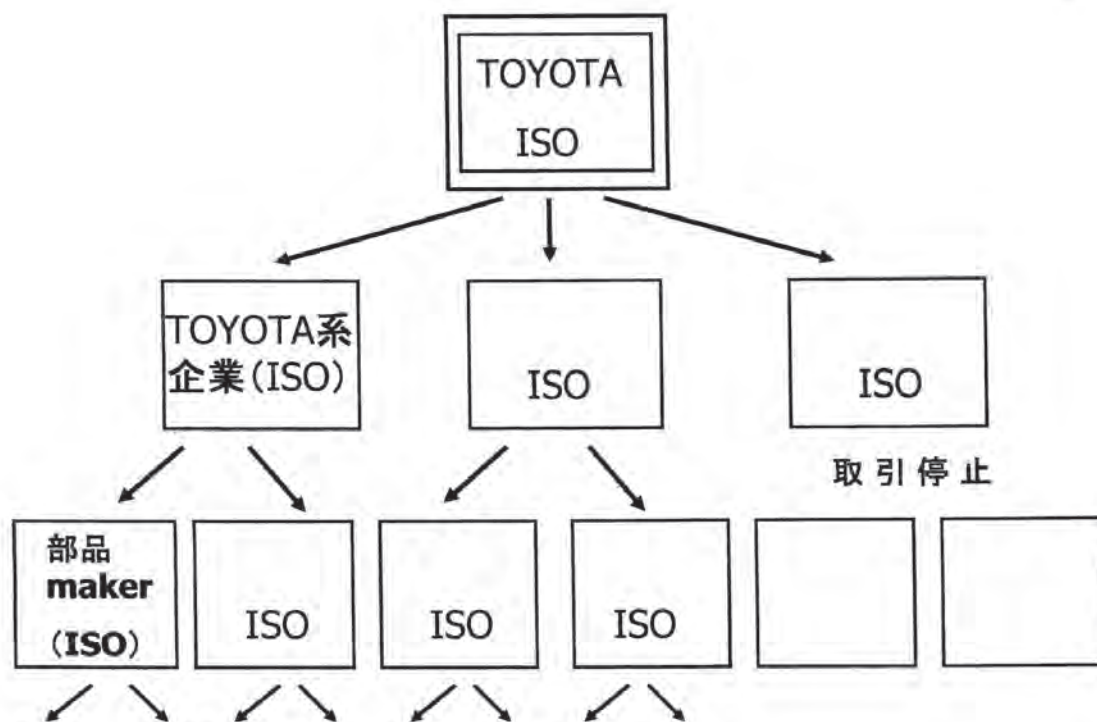 TOYOTA
ISO
TOYOTA系
企業(ISO)
ISO
ISO
取引停止
部品
maker
(ISO)
ISO
ISO
ISO